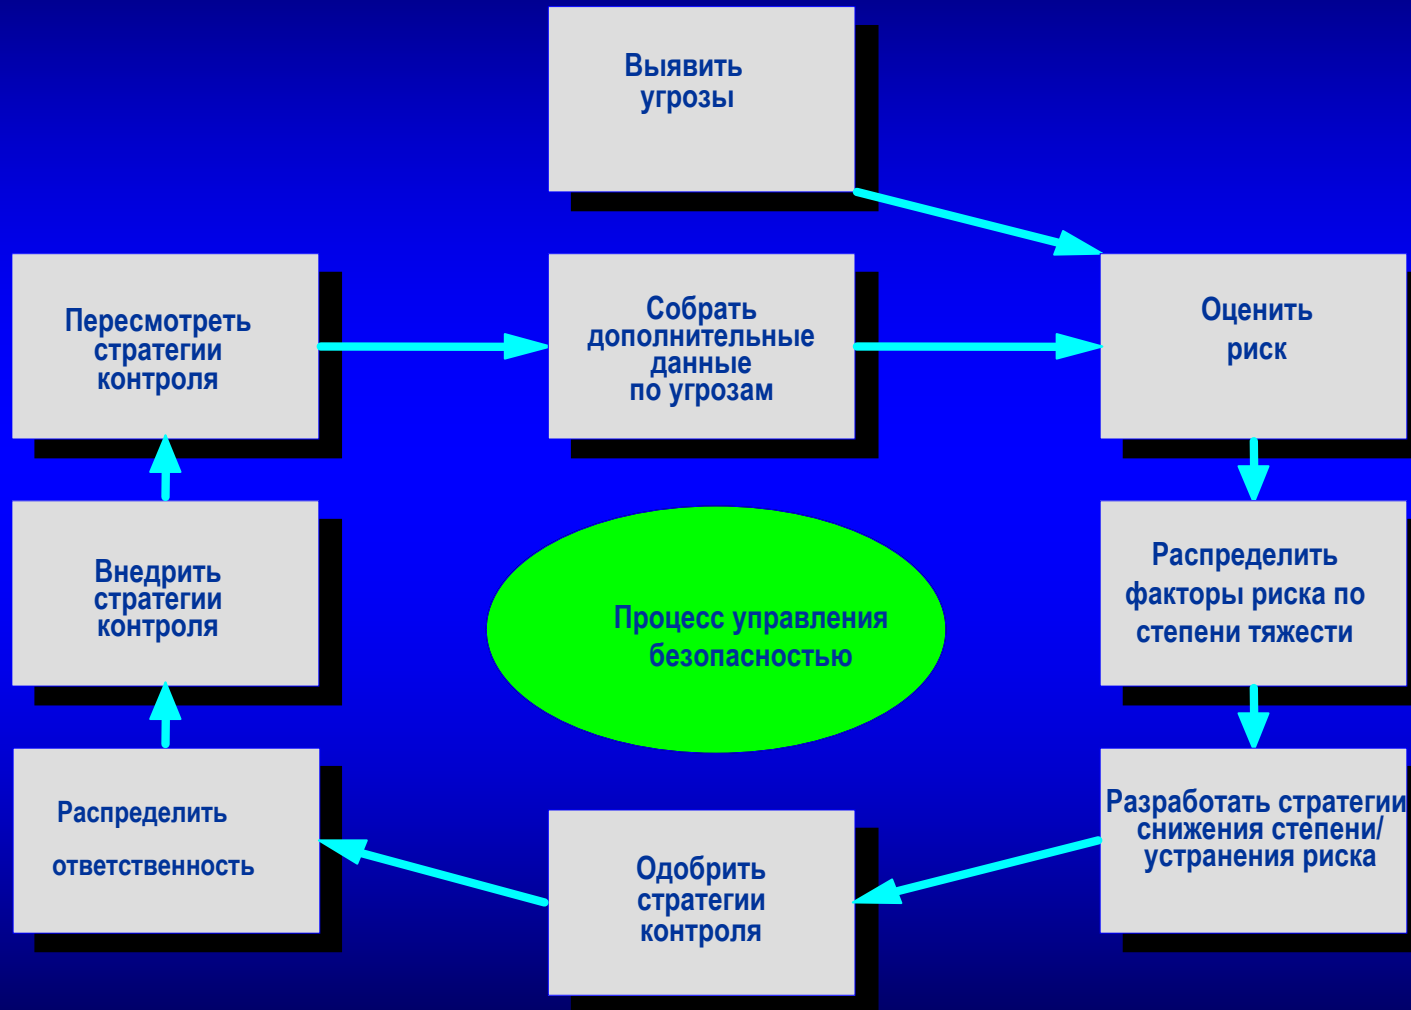 Выявить
угрозы
Пересмотреть
стратегии
контроля
Собрать
дополнительные
данные
по угрозам
Оценить
риск
Внедрить
стратегии
контроля
Процесс управления
безопасностью
Распределить
факторы риска по
степени тяжести
Распределить
ответственность
Одобрить
стратегии
контроля
Разработать стратегии
снижения степени/
устранения риска